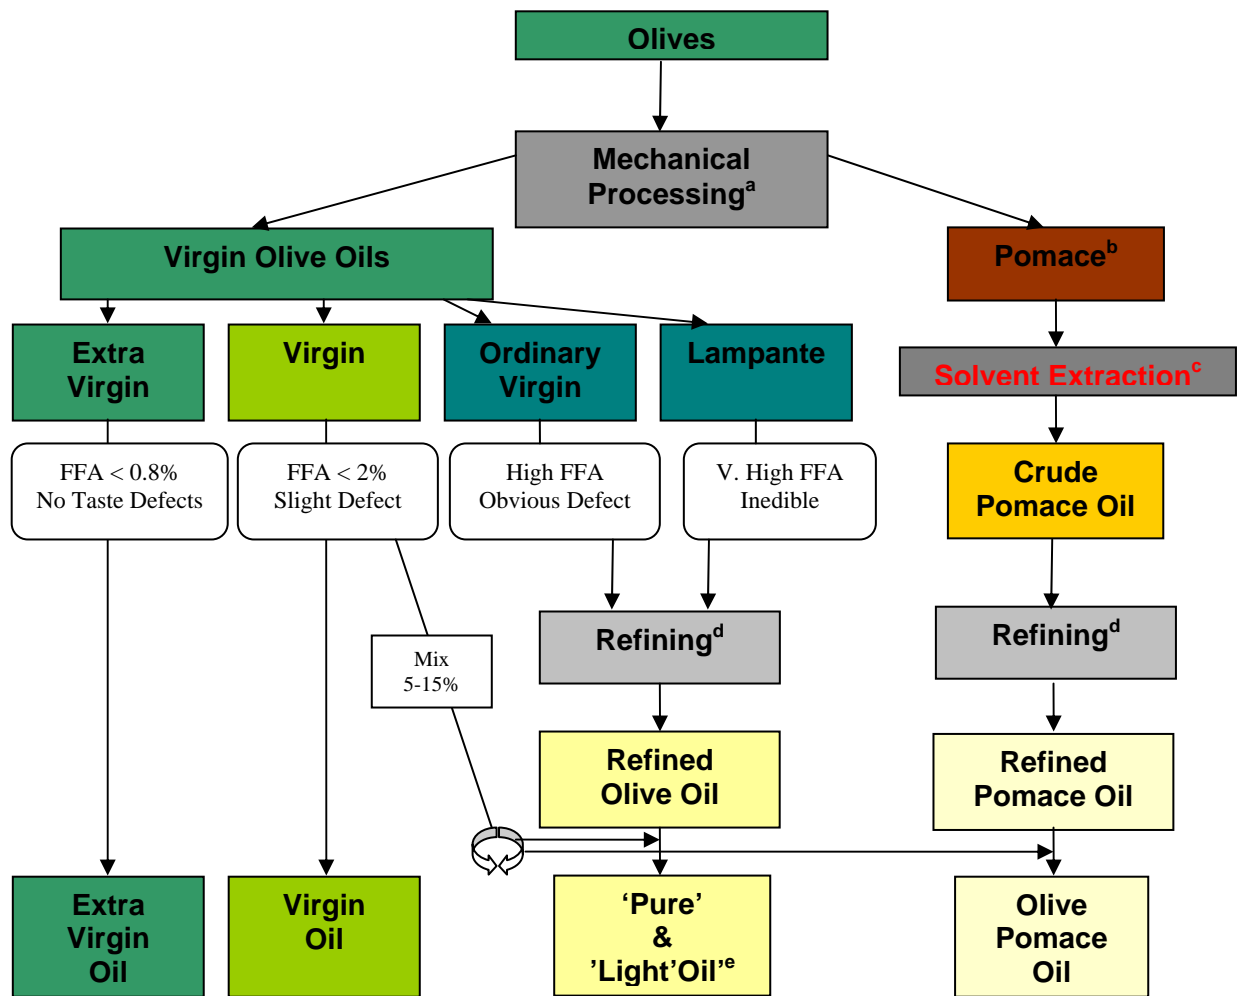 Olives
Mechanical
Processingᵃ
Virgin Olive Oils
Pomaceᵇ
Extra
Virgin
Virgin
Ordinary
Virgin
Lampante
Solvent Extractionᶜ
FFA < 0.8%
No Taste Defects
FFA < 2%
Slight Defect
High FFA
Obvious Defect
V. High FFA
Inedible
Crude
Pomace Oil
Mix
5-15%
Refiningᵈ
Refiningᵈ
Refined
Olive Oil
Refined
Pomace Oil
Extra
Virgin
Oil
Virgin
Oil
‘Pure’
&
’Light’Oil’ᵉ
Olive
Pomace
Oil